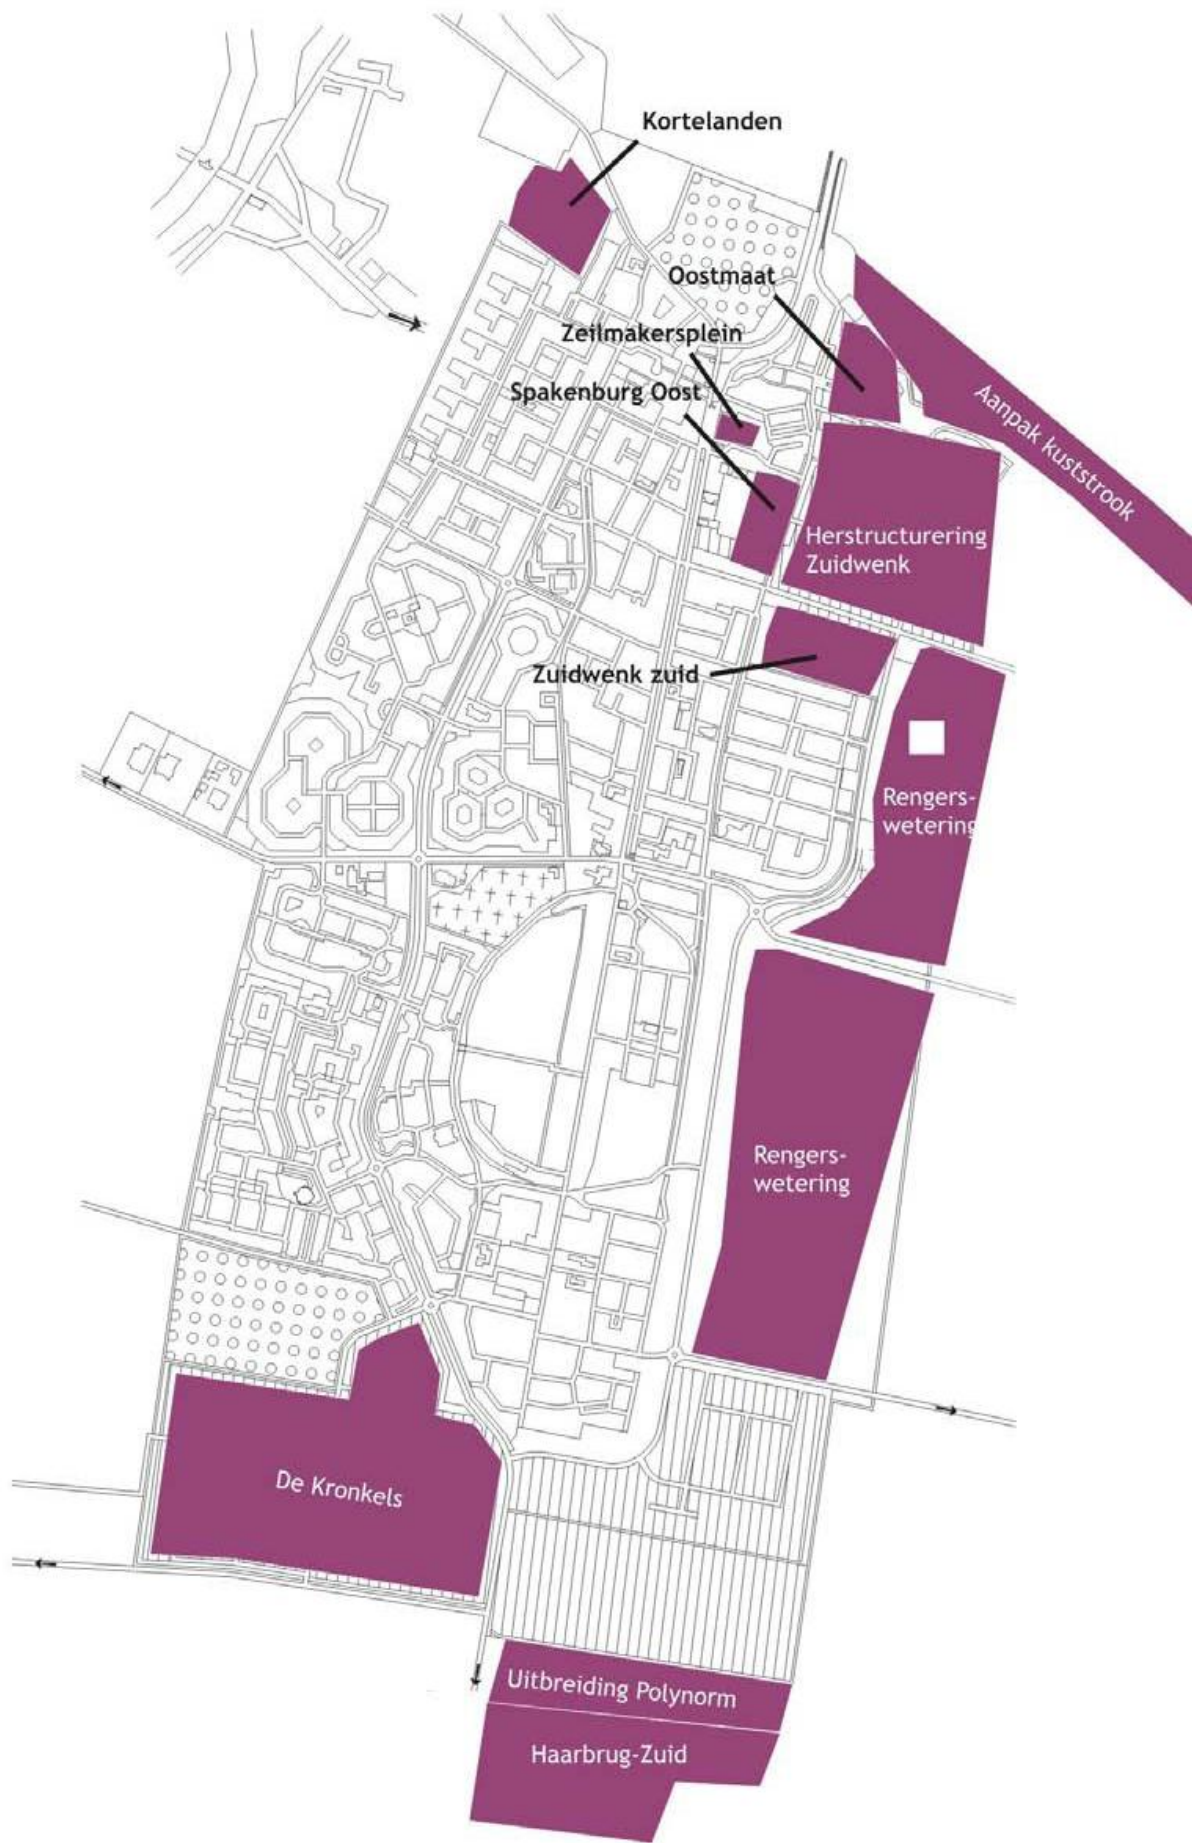 Kortelanden
Oostmaat
Zeilmakersplein
Spakenburg Oost
Aanpak kuststrook
Herstructurering
Zuidwenk
Zuidwenk zuid
Rengers-
wetering
Rengers-
wetering
De Kronkels
Uitbreiding Polynorm
Haarbrug-Zuid